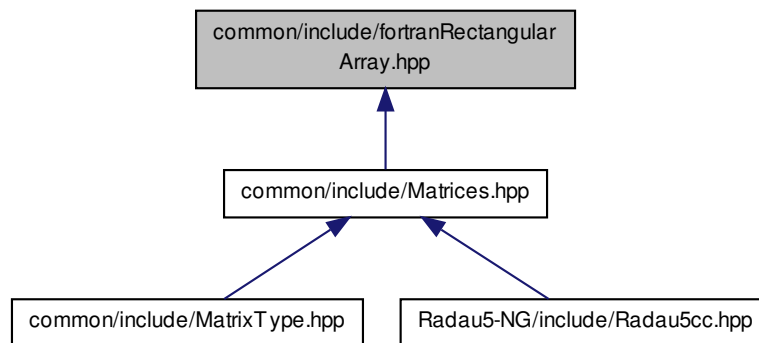 common/include/fortranRectangular
Array.hpp
common/include/Matrices.hpp
common/include/MatrixType.hpp
Radau5-NG/include/Radau5cc.hpp